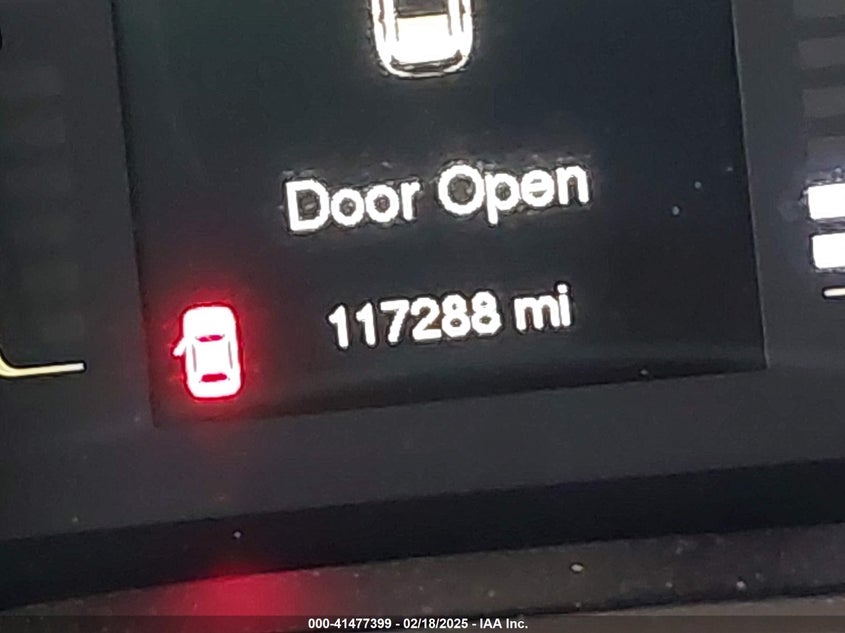 Door Open
117288 mi
000-41477399 - 02/18/2025 - IAA Inc.